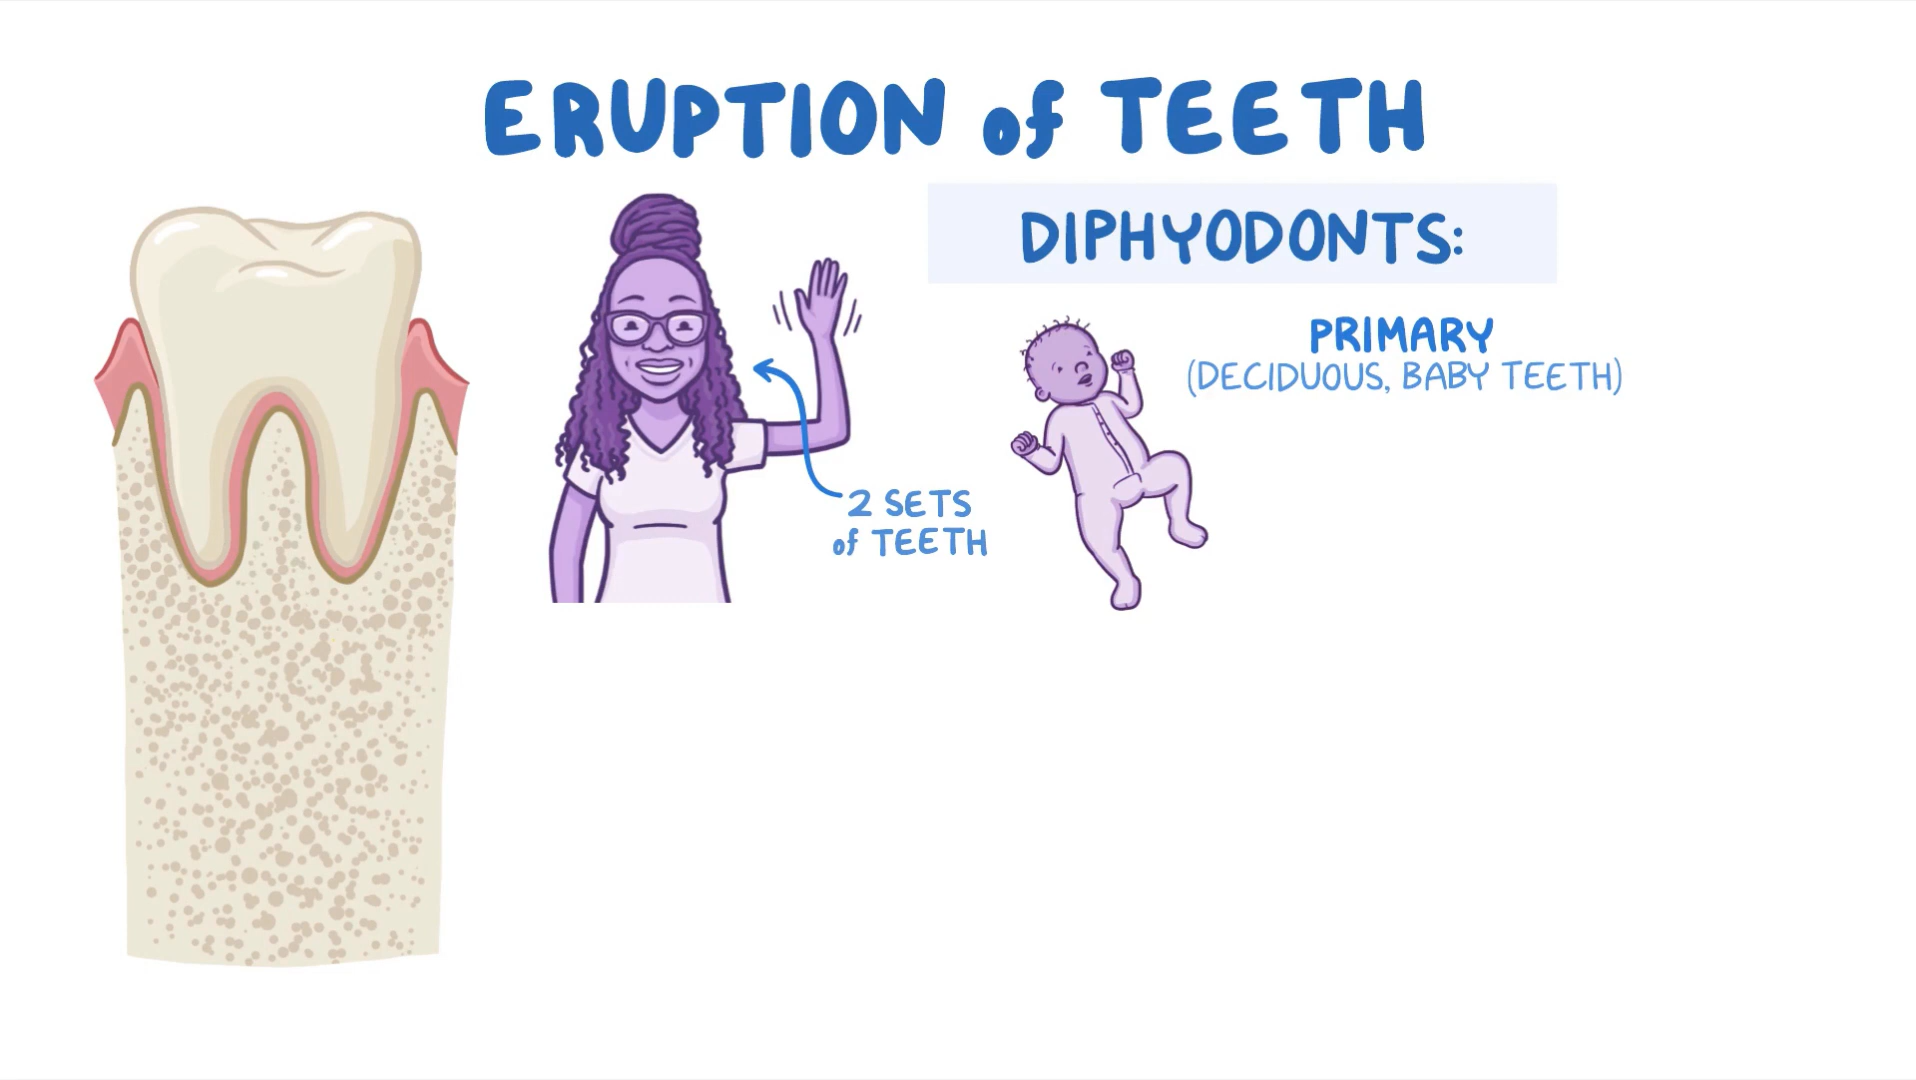 ERUPTION of TEETH
DIPHYODONTS:
PRIMARY
(DECIDUOUS, BABY TEETH)
2 SETS
of TEETH